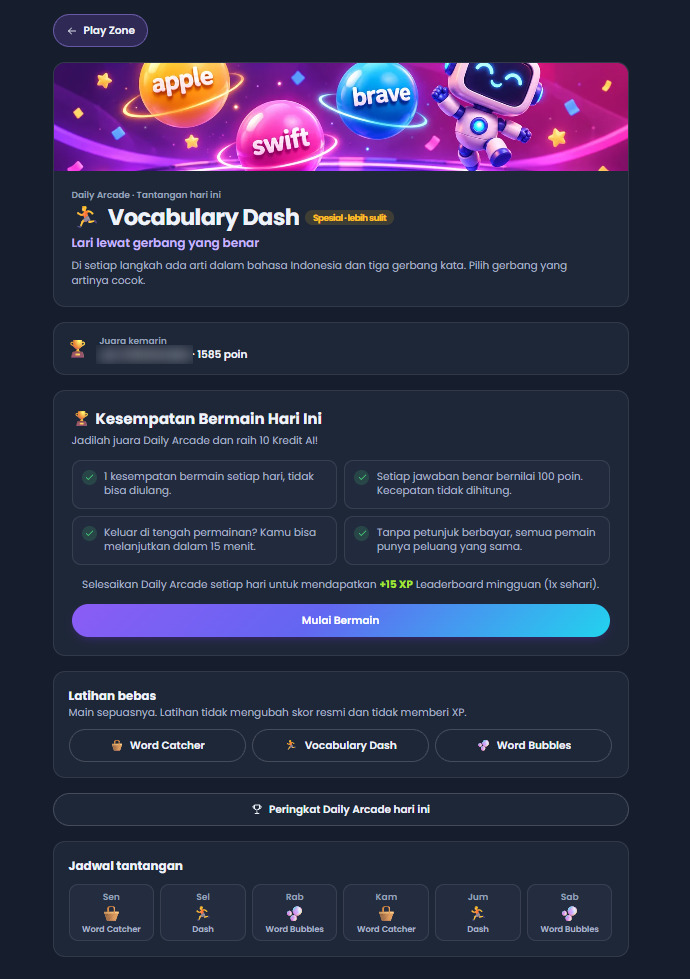 ← Play Zone
apple
swift
brave
Daily Arcade · Tantangan hari ini
Vocabulary Dash
Spesial · lebih sulit
Lari lewat gerbang yang benar
Di setiap langkah ada arti dalam bahasa Indonesia dan tiga gerbang kata. Pilih gerbang yang
artinya cocok.
Juara kemarin
· 1585 poin
Kesempatan Bermain Hari Ini
Jadilah juara Daily Arcade dan raih 10 Kredit AI!
1 kesempatan bermain setiap hari, tidak
bisa diulang.
Setiap jawaban benar bernilai 100 poin.
Kecepatan tidak dihitung.
Keluar di tengah permainan? Kamu bisa
melanjutkan dalam 15 menit.
Tanpa petunjuk berbayar, semua pemain
punya peluang yang sama.
Selesaikan Daily Arcade setiap hari untuk mendapatkan +15 XP Leaderboard mingguan (1x sehari).
Mulai Bermain
Latihan bebas
Main sepuasnya. Latihan tidak mengubah skor resmi dan tidak memberi XP.
Word Catcher
Vocabulary Dash
Word Bubbles
Peringkat Daily Arcade hari ini
Jadwal tantangan
Sen
Word Catcher
Sel
Dash
Rab
Word Bubbles
Kam
Word Catcher
Jum
Dash
Sab
Word Bubbles